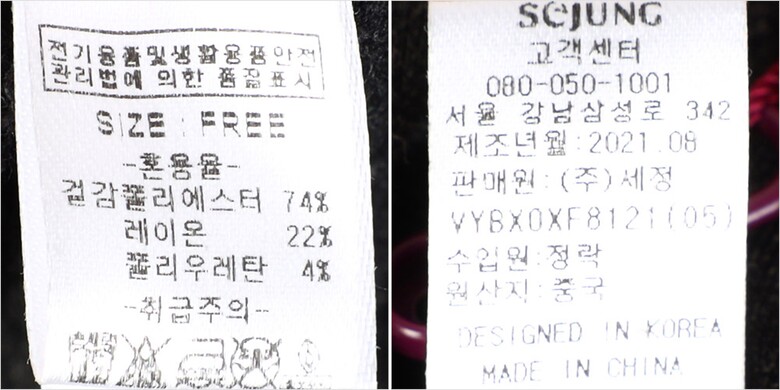 전기용품및생활용품안전
관리법에 의한 품질표시
SIZE : FREE
-혼용율-
겉감폴리에스터 74%
레이온 22%
폴리우레탄 4%
-취급주의-
SEJUNG
고객센터
080-050-1001
서울 강남삼성로 342
제조년월:2021.08
판매원:(주)세정
VYBX0XF8121(05)
수입원:정락
원산지:중국
DESIGNED IN KOREA
MADE IN CHINA